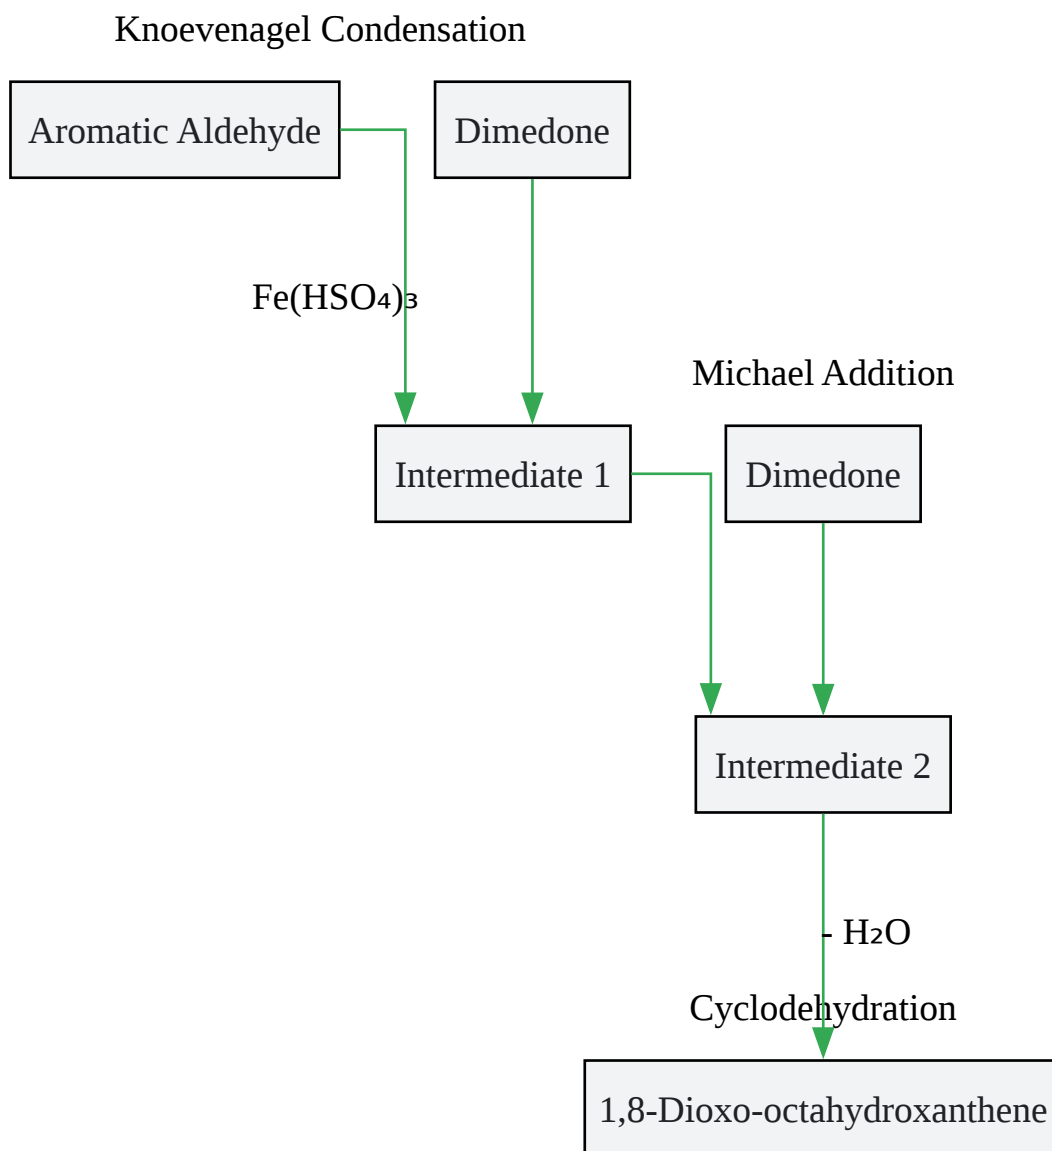 Knoevenagel Condensation
Aromatic Aldehyde
Dimedone
Fe(HSO₄)₃
Michael Addition
Intermediate 1
Dimedone
Intermediate 2
- H₂O
Cyclodehydration
1,8-Dioxo-octahydroxanthene